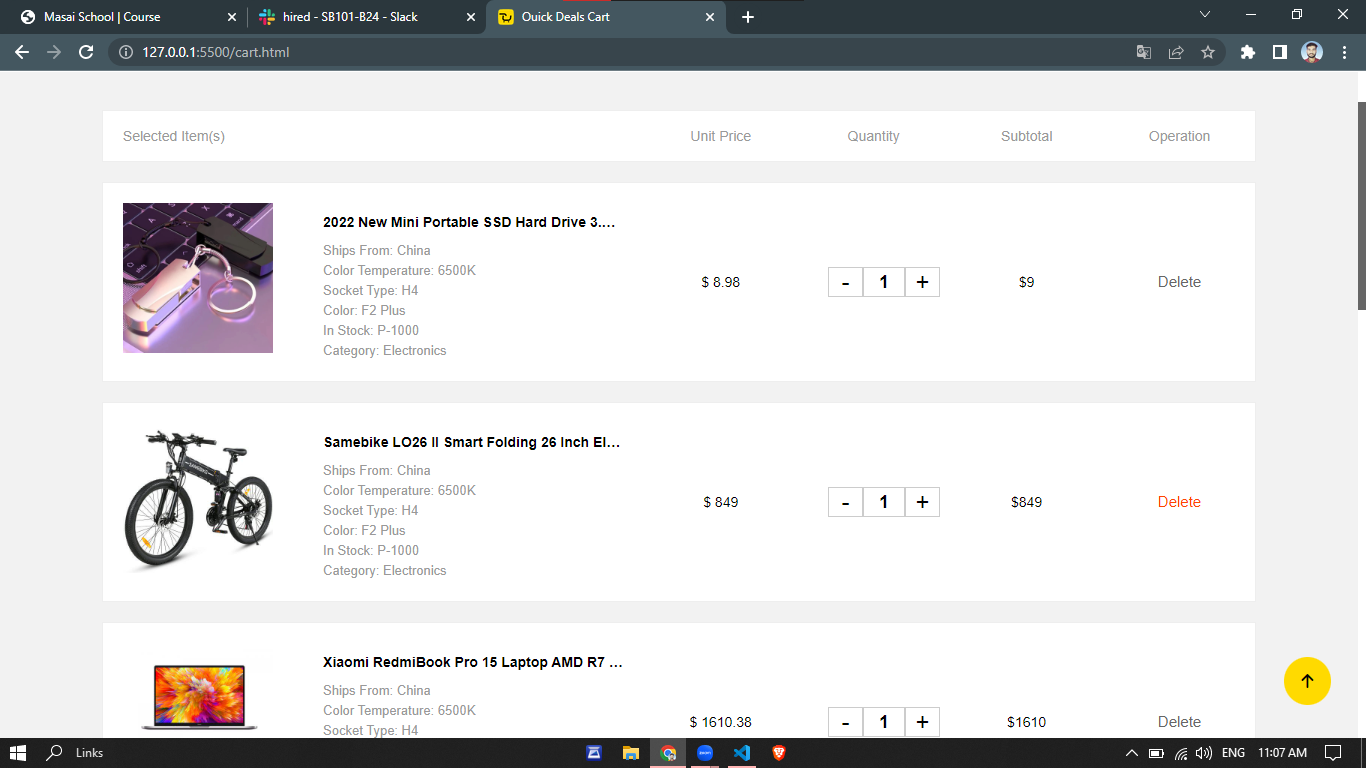 Masai School | Course
hired - SB101-B24 - Slack
Quick Deals Cart
127.0.0.1:5500/cart.html
Selected Item(s) Unit Price Quantity Subtotal Operation
2022 New Mini Portable SSD Hard Drive 3....
Ships From: China
Color Temperature: 6500K
Socket Type: H4
Color: F2 Plus
In Stock: P-1000
Category: Electronics
$ 8.98 - 1 + $9 Delete
Samebike LO26 II Smart Folding 26 Inch El...
Ships From: China
Color Temperature: 6500K
Socket Type: H4
Color: F2 Plus
In Stock: P-1000
Category: Electronics
$ 849 - 1 + $849 Delete
SAMEBIKE
Xiaomi RedmiBook Pro 15 Laptop AMD R7 ...
Ships From: China
Color Temperature: 6500K
Socket Type: H4
$ 1610.38 - 1 + $1610 Delete
Links
ENG 11:07 AM